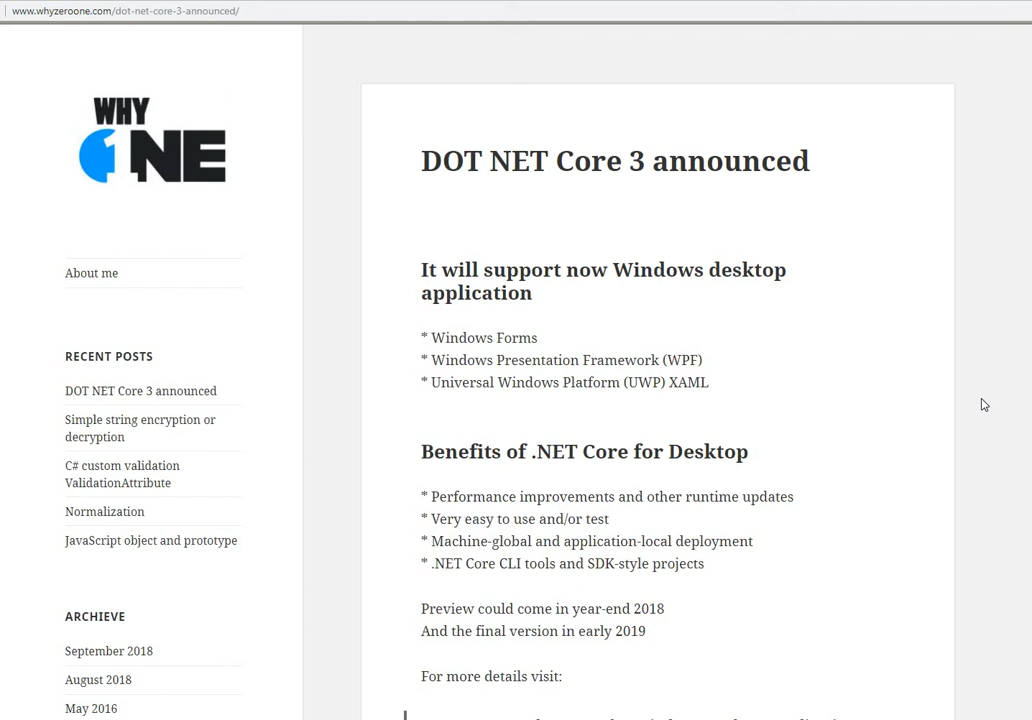 www.whyzeroone.com/dot-net-core-3-announced/
WHY
01NE
About me
RECENT POSTS
DOT NET Core 3 announced
Simple string encryption or
decryption
C# custom validation
ValidationAttribute
Normalization
JavaScript object and prototype
ARCHIEVE
September 2018
August 2018
May 2016
DOT NET Core 3 announced
It will support now Windows desktop
application
* Windows Forms
* Windows Presentation Framework (WPF)
* Universal Windows Platform (UWP) XAML
Benefits of .NET Core for Desktop
* Performance improvements and other runtime updates
* Very easy to use and/or test
* Machine-global and application-local deployment
* .NET Core CLI tools and SDK-style projects
Preview could come in year-end 2018
And the final version in early 2019
For more details visit: